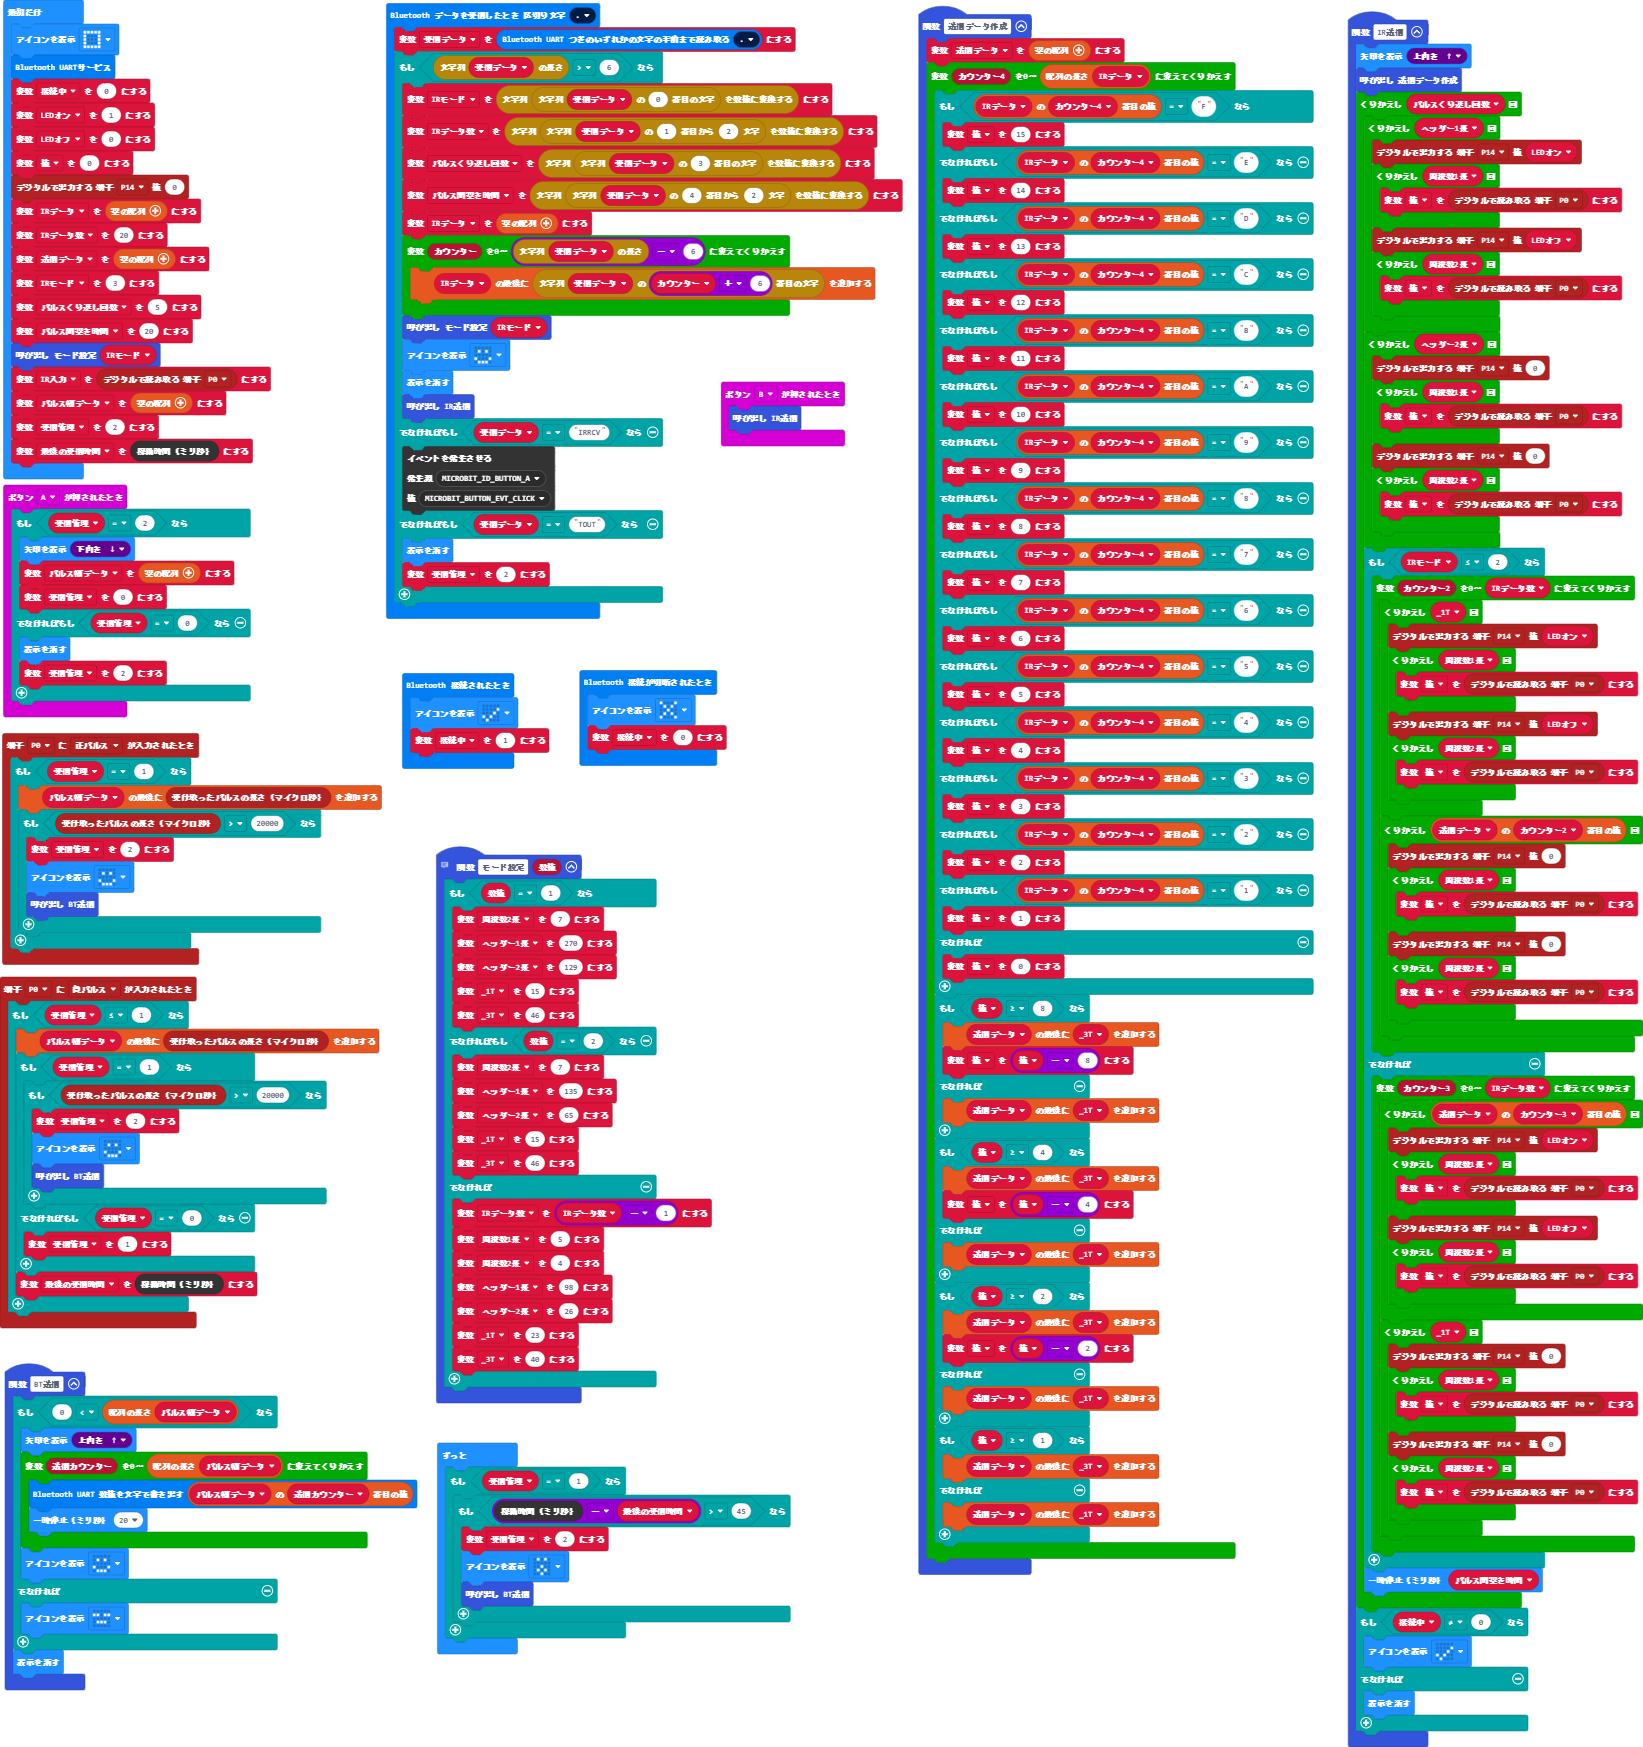 最初だけ
アイコンを表示
Bluetooth UARTサービス
変数 接続中 を 0 にする
変数 LEDオン を 1 にする
変数 LEDオフ を 0 にする
変数 値 を 0 にする
デジタルで出力する 端子 P14 値 0
変数 IRデータ を 空の配列 にする
変数 IRデータ数 を 20 にする
変数 送信データ を 空の配列 にする
変数 IRモード を 3 にする
変数 パルスくり返し回数 を 5 にする
変数 パルス間空き時間 を 20 にする
呼び出し モード設定 IRモード
変数 IR入力 を デジタルで読み取る 端子 P0 にする
変数 パルス幅データ を 空の配列 にする
変数 受信管理 を 2 にする
変数 最後の受信時間 を 稼働時間（ミリ秒） にする
ボタン A が押されたとき
もし 受信管理 = 2 なら
矢印を表示 下向き ↓
変数 パルス幅データ を 空の配列 にする
変数 受信管理 を 0 にする
でなければもし 受信管理 = 0 なら
表示を消す
変数 受信管理 を 2 にする
端子 P0 に 正パルス が入力されたとき
もし 受信管理 = 1 なら
パルス幅データ の最後に 受け取ったパルスの長さ（マイクロ秒） を追加する
もし 受け取ったパルスの長さ（マイクロ秒） > 20000 なら
変数 受信管理 を 2 にする
アイコンを表示
呼び出し BT送信
端子 P0 に 負パルス が入力されたとき
もし 受信管理 ≤ 1 なら
パルス幅データ の最後に 受け取ったパルスの長さ（マイクロ秒） を追加する
もし 受信管理 = 1 なら
もし 受け取ったパルスの長さ（マイクロ秒） > 20000 なら
変数 受信管理 を 2 にする
アイコンを表示
呼び出し BT送信
でなければもし 受信管理 = 0 なら
変数 受信管理 を 1 にする
変数 最後の受信時間 を 稼働時間（ミリ秒） にする
関数 BT送信
もし 0 < 配列の長さ パルス幅データ なら
矢印を表示 上向き ↑
変数 送信カウンター を0～ 配列の長さ パルス幅データ に変えてくりかえす
Bluetooth UART 数値を文字で書き出す パルス幅データ の 送信カウンター 番目の値
一時停止（ミリ秒） 20
アイコンを表示
でなければ
アイコンを表示
表示を消す
Bluetooth データを受信したとき 区切り文字 .
変数 受信データ を Bluetooth UART つぎのいずれかの文字の手前まで読み取る . にする
もし 文字列 受信データ の長さ > 6 なら
変数 IRモード を 文字列 文字列 受信データ の 0 番目の文字 を数値に変換する にする
変数 IRデータ数 を 文字列 文字列 受信データ の 1 番目から 2 文字 を数値に変換する にする
変数 パルスくり返し回数 を 文字列 文字列 受信データ の 3 番目の文字 を数値に変換する にする
変数 パルス間空き時間 を 文字列 文字列 受信データ の 4 番目から 2 文字 を数値に変換する にする
変数 IRデータ を 空の配列 にする
変数 カウンター を0～ 文字列 受信データ の長さ - 6 に変えてくりかえす
IRデータ の最後に 文字列 受信データ の カウンター + 6 番目の文字 を追加する
呼び出し モード設定 IRモード
アイコンを表示
表示を消す
呼び出し IR送信
でなければもし 受信データ = "IRRCV" なら
イベントを発生させる
発生源 MICROBIT_ID_BUTTON_A
値 MICROBIT_BUTTON_EVT_CLICK
でなければもし 受信データ = "TOUT" なら
表示を消す
変数 受信管理 を 2 にする
ボタン B が押されたとき
呼び出し IR送信
Bluetooth 接続されたとき
アイコンを表示
変数 接続中 を 1 にする
Bluetooth 接続が切断されたとき
アイコンを表示
変数 接続中 を 0 にする
関数 モード設定 数値
もし 数値 = 1 なら
変数 周波数2長 を 7 にする
変数 ヘッダー1長 を 270 にする
変数 ヘッダー2長 を 129 にする
変数 _1T を 15 にする
変数 _3T を 46 にする
でなければもし 数値 = 2 なら
変数 周波数2長 を 7 にする
変数 ヘッダー1長 を 135 にする
変数 ヘッダー2長 を 65 にする
変数 _1T を 15 にする
変数 _3T を 46 にする
でなければ
変数 IRデータ数 を IRデータ数 - 1 にする
変数 周波数1長 を 5 にする
変数 周波数2長 を 4 にする
変数 ヘッダー1長 を 98 にする
変数 ヘッダー2長 を 26 にする
変数 _1T を 23 にする
変数 _3T を 40 にする
ずっと
もし 受信管理 = 1 なら
もし 稼働時間（ミリ秒） - 最後の受信時間 > 45 なら
変数 受信管理 を 2 にする
アイコンを表示
呼び出し BT送信
関数 送信データ作成
変数 送信データ を 空の配列 にする
変数 カウンター4 を0～ 配列の長さ IRデータ に変えてくりかえす
もし IRデータ の カウンター4 番目の値 = "F" なら
変数 値 を 15 にする
でなければもし IRデータ の カウンター4 番目の値 = "E" なら
変数 値 を 14 にする
でなければもし IRデータ の カウンター4 番目の値 = "D" なら
変数 値 を 13 にする
でなければもし IRデータ の カウンター4 番目の値 = "C" なら
変数 値 を 12 にする
でなければもし IRデータ の カウンター4 番目の値 = "B" なら
変数 値 を 11 にする
でなければもし IRデータ の カウンター4 番目の値 = "A" なら
変数 値 を 10 にする
でなければもし IRデータ の カウンター4 番目の値 = "9" なら
変数 値 を 9 にする
でなければもし IRデータ の カウンター4 番目の値 = "8" なら
変数 値 を 8 にする
でなければもし IRデータ の カウンター4 番目の値 = "7" なら
変数 値 を 7 にする
でなければもし IRデータ の カウンター4 番目の値 = "6" なら
変数 値 を 6 にする
でなければもし IRデータ の カウンター4 番目の値 = "5" なら
変数 値 を 5 にする
でなければもし IRデータ の カウンター4 番目の値 = "4" なら
変数 値 を 4 にする
でなければもし IRデータ の カウンター4 番目の値 = "3" なら
変数 値 を 3 にする
でなければもし IRデータ の カウンター4 番目の値 = "2" なら
変数 値 を 2 にする
でなければもし IRデータ の カウンター4 番目の値 = "1" なら
変数 値 を 1 にする
でなければ
変数 値 を 0 にする
もし 値 ≥ 8 なら
送信データ の最後に _3T を追加する
変数 値 を 値 - 8 にする
でなければ
送信データ の最後に _1T を追加する
もし 値 ≥ 4 なら
送信データ の最後に _3T を追加する
変数 値 を 値 - 4 にする
でなければ
送信データ の最後に _1T を追加する
もし 値 ≥ 2 なら
送信データ の最後に _3T を追加する
変数 値 を 値 - 2 にする
でなければ
送信データ の最後に _1T を追加する
もし 値 ≥ 1 なら
送信データ の最後に _3T を追加する
でなければ
送信データ の最後に _1T を追加する
関数 IR送信
矢印を表示 上向き ↑
呼び出し 送信データ作成
くりかえし パルスくり返し回数 回
くりかえし ヘッダー1長 回
デジタルで出力する 端子 P14 値 LEDオン
くりかえし 周波数1長 回
変数 値 を デジタルで読み取る 端子 P0 にする
デジタルで出力する 端子 P14 値 LEDオフ
くりかえし 周波数2長 回
変数 値 を デジタルで読み取る 端子 P0 にする
くりかえし ヘッダー2長 回
デジタルで出力する 端子 P14 値 0
くりかえし 周波数1長 回
変数 値 を デジタルで読み取る 端子 P0 にする
デジタルで出力する 端子 P14 値 0
くりかえし 周波数2長 回
変数 値 を デジタルで読み取る 端子 P0 にする
もし IRモード ≤ 2 なら
変数 カウンター2 を0～ IRデータ数 に変えてくりかえす
くりかえし _1T 回
デジタルで出力する 端子 P14 値 LEDオン
くりかえし 周波数1長 回
変数 値 を デジタルで読み取る 端子 P0 にする
デジタルで出力する 端子 P14 値 LEDオフ
くりかえし 周波数2長 回
変数 値 を デジタルで読み取る 端子 P0 にする
くりかえし 送信データ の カウンター2 番目の値 回
デジタルで出力する 端子 P14 値 0
くりかえし 周波数1長 回
変数 値 を デジタルで読み取る 端子 P0 にする
デジタルで出力する 端子 P14 値 0
くりかえし 周波数2長 回
変数 値 を デジタルで読み取る 端子 P0 にする
でなければ
変数 カウンター3 を0～ IRデータ数 に変えてくりかえす
くりかえし 送信データ の カウンター3 番目の値 回
デジタルで出力する 端子 P14 値 LEDオン
くりかえし 周波数1長 回
変数 値 を デジタルで読み取る 端子 P0 にする
デジタルで出力する 端子 P14 値 LEDオフ
くりかえし 周波数2長 回
変数 値 を デジタルで読み取る 端子 P0 にする
くりかえし _1T 回
デジタルで出力する 端子 P14 値 0
くりかえし 周波数1長 回
変数 値 を デジタルで読み取る 端子 P0 にする
デジタルで出力する 端子 P14 値 0
くりかえし 周波数2長 回
変数 値 を デジタルで読み取る 端子 P0 にする
一時停止（ミリ秒） パルス間空き時間
もし 接続中 ≠ 0 なら
アイコンを表示
でなければ
表示を消す